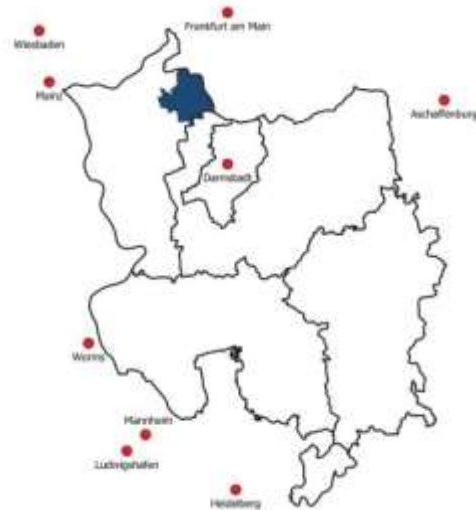 Frankfurt am Main
Wiesbaden
Mainz
Aschaffenburg
Darmstadt
Worms
Mannheim
Ludwigshafen
Heidelberg